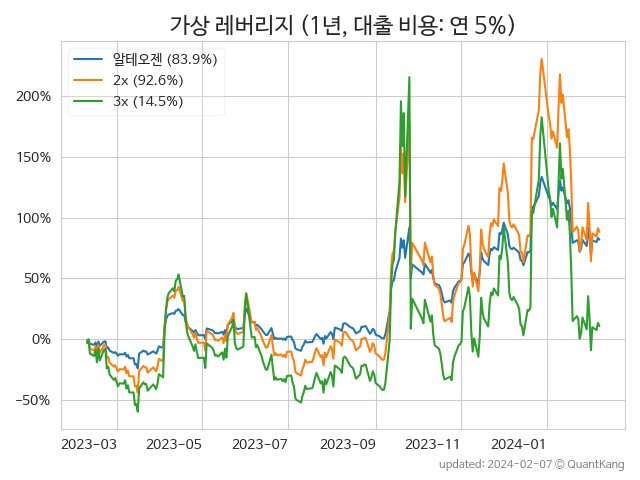 가상 레버리지 (1년, 대출 비용: 연 5%)
알테오젠 (83.9%)
2x (92.6%)
3x (14.5%)
200%
150%
100%
50%
0%
−50%
2023-03 2023-05 2023-07 2023-09 2023-11 2024-01
updated: 2024-02-07 © QuantKang